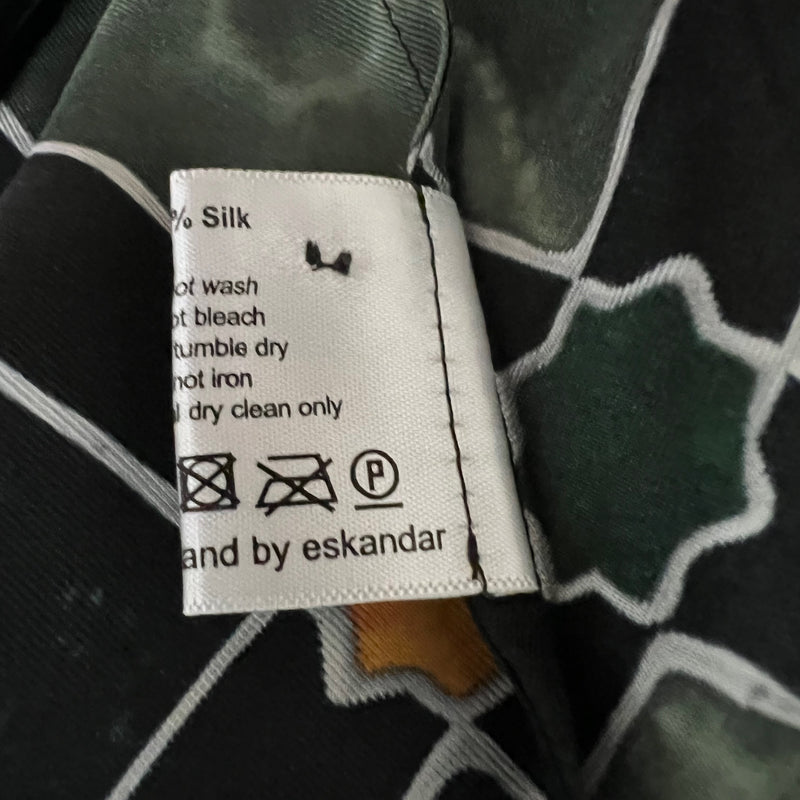 % Silk
ot wash
ot bleach
tumble dry
not iron
l dry clean only
P
and by eskandar